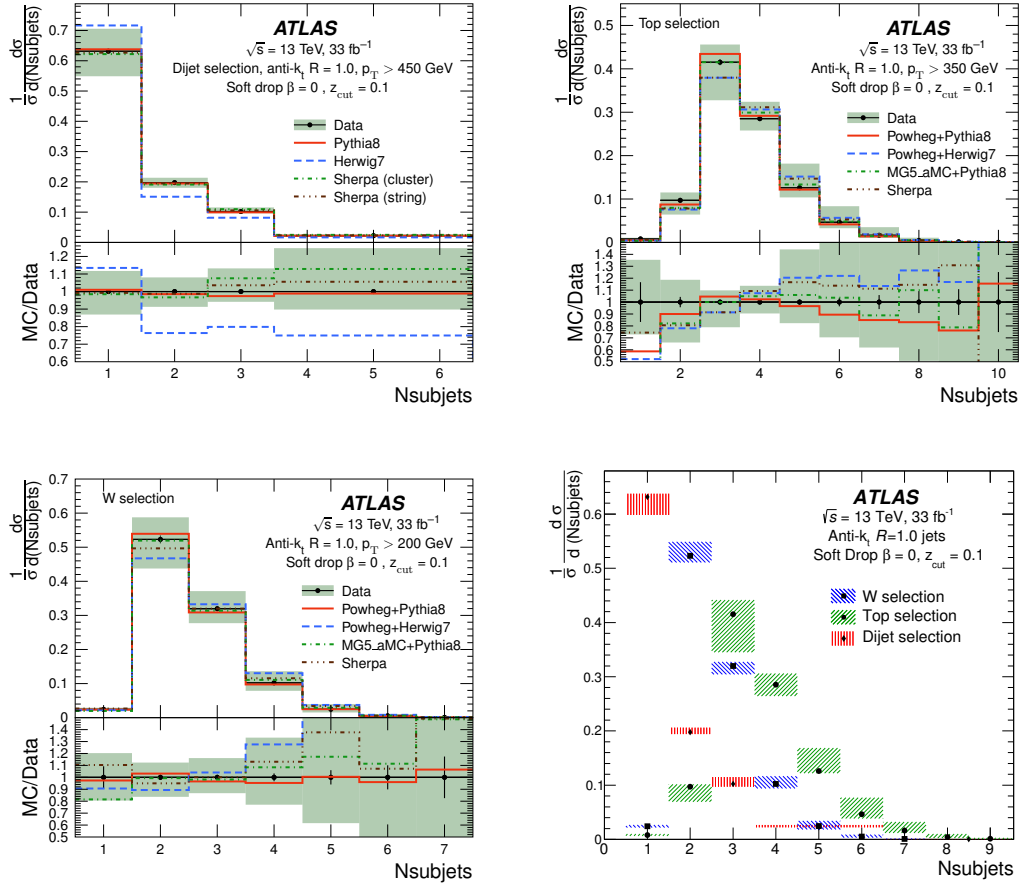 ATLAS
√s = 13 TeV, 33 fb⁻¹
Dijet selection, anti-kₜ R = 1.0, p_T > 450 GeV
Soft drop β = 0 , z_cut = 0.1
Data
Pythia8
Herwig7
Sherpa (cluster)
Sherpa (string)
1/σ dσ/d(Nsubjets)
0.7
0.6
0.5
0.4
0.3
0.2
0.1
0
MC/Data
1.2
1.1
1.0
0.9
0.8
0.7
0.6
1 2 3 4 5 6
Nsubjets
Top selection
ATLAS
√s = 13 TeV, 33 fb⁻¹
Anti-kₜ R = 1.0, p_T > 350 GeV
Soft drop β = 0 , z_cut = 0.1
Data
Powheg+Pythia8
Powheg+Herwig7
MG5_aMC+Pythia8
Sherpa
1/σ dσ/d(Nsubjets)
0.5
0.4
0.3
0.2
0.1
0
MC/Data
1.4
1.3
1.2
1.1
1.0
0.9
0.8
0.7
0.6
0.5
2 4 6 8 10
Nsubjets
W selection
ATLAS
√s = 13 TeV, 33 fb⁻¹
Anti-kₜ R = 1.0, p_T > 200 GeV
Soft drop β = 0 , z_cut = 0.1
Data
Powheg+Pythia8
Powheg+Herwig7
MG5_aMC+Pythia8
Sherpa
1/σ dσ/d(Nsubjets)
0.7
0.6
0.5
0.4
0.3
0.2
0.1
0
MC/Data
1.4
1.3
1.2
1.1
1
0.9
0.8
0.7
0.6
0.5
1 2 3 4 5 6 7
Nsubjets
ATLAS
√s = 13 TeV, 33 fb⁻¹
Anti-kₜ R=1.0 jets
Soft Drop β = 0, z_cut = 0.1
W selection
Top selection
Dijet selection
1/σ dσ/d (Nsubjets)
0.6
0.5
0.4
0.3
0.2
0.1
0
0 1 2 3 4 5 6 7 8 9
Nsubjets